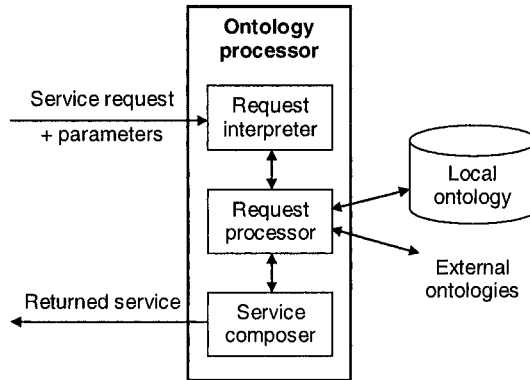 Ontology
processor
Service request
+ parameters
Request
interpreter
Request
processor
Local
ontology
External
ontologies
Returned service
Service
composer